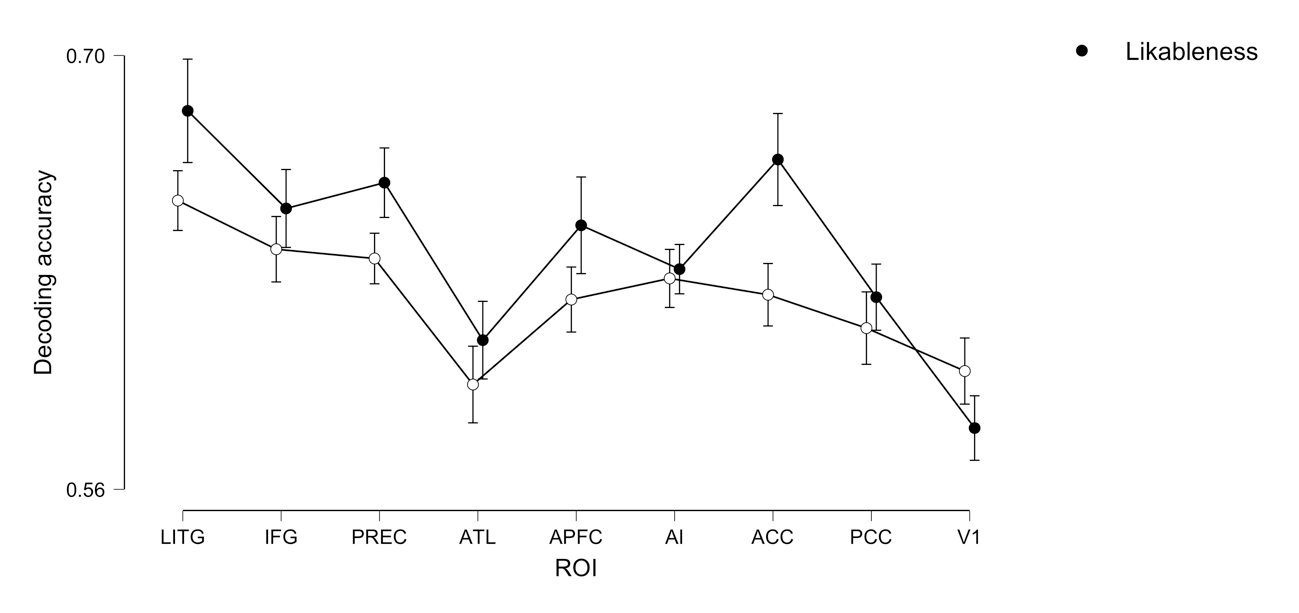 0.70
Likableness
Decoding accuracy
0.56
LITG IFG PREC ATL APFC AI ACC PCC V1
ROI